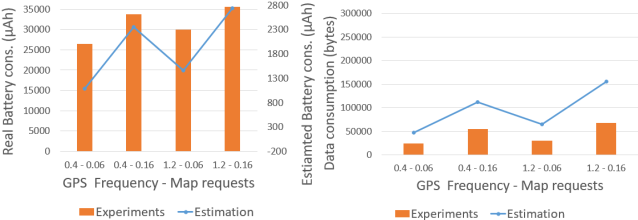 Real Battery cons. (µAh)
35000
30000
25000
20000
15000
10000
5000
0
2800
2300
1800
1300
800
300
-200
Estiamted Battery cons. (µAh)
0.4 - 0.06 0.4 - 0.16 1.2 - 0.06 1.2 - 0.16
GPS Frequency - Map requests
Experiments Estimation
Data consumption (bytes)
300000
250000
200000
150000
100000
50000
0
0.4 - 0.06 0.4 - 0.16 1.2 - 0.06 1.2 - 0.16
GPS Frequency - Map requests
Experiments Estimation